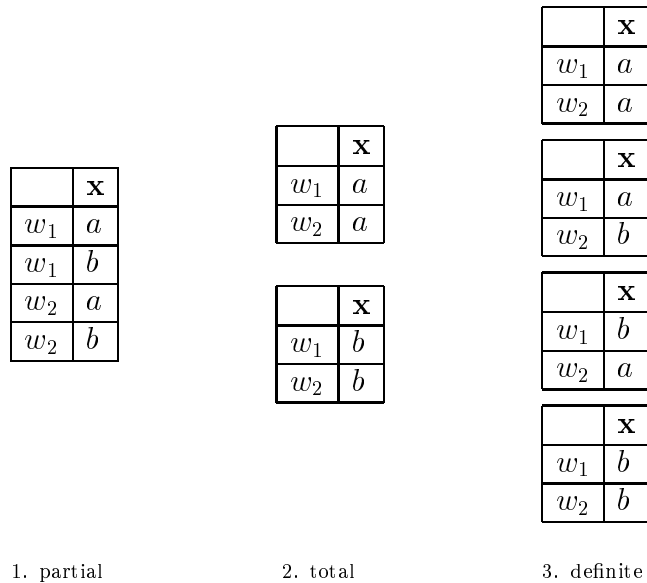 x
w₁ a
w₁ b
w₂ a
w₂ b
x
w₁ a
w₂ a
x
w₁ b
w₂ b
x
w₁ a
w₂ a
x
w₁ a
w₂ b
x
w₁ b
w₂ a
x
w₁ b
w₂ b
1. partial
2. total
3. definite